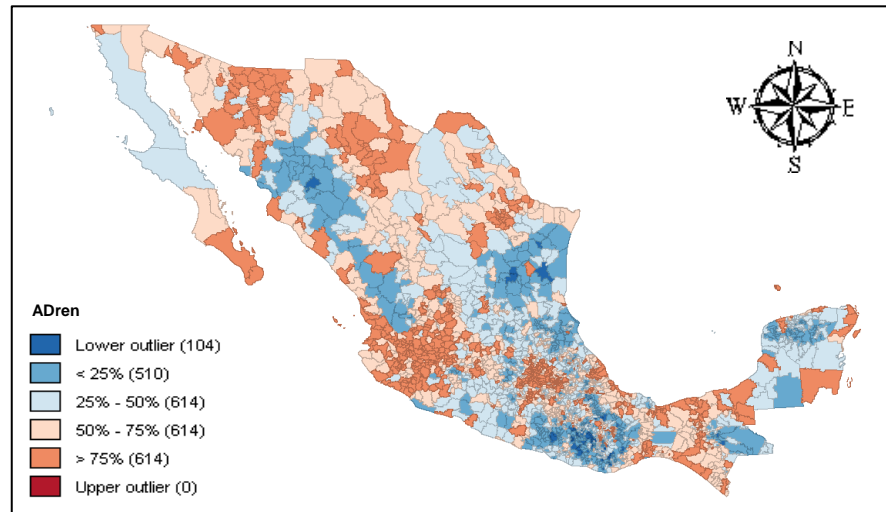 N
W E
S
ADren
Lower outlier (104)
< 25% (510)
25% - 50% (614)
50% - 75% (614)
> 75% (614)
Upper outlier (0)